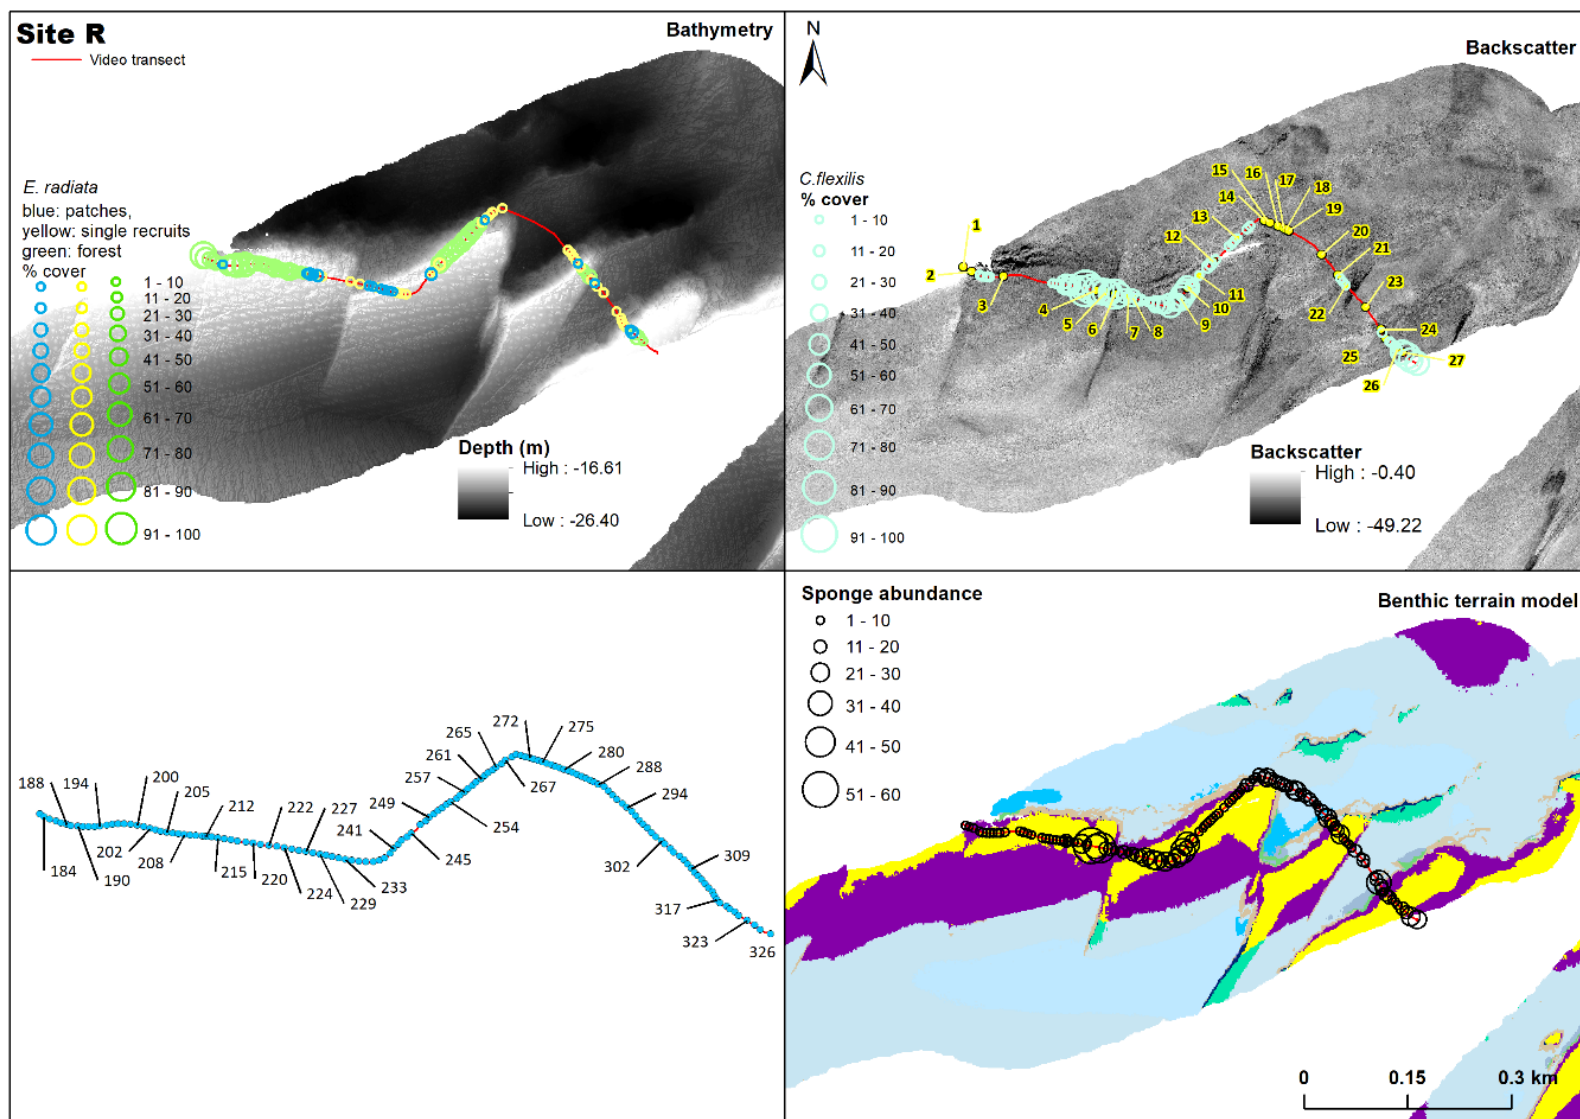 Site R
Video transect
Bathymetry
E. radiata
blue: patches,
yellow: single recruits
green: forest
% cover
1 - 10
11 - 20
21 - 30
31 - 40
41 - 50
51 - 60
61 - 70
71 - 80
81 - 90
91 - 100
Depth (m)
High : -16.61
Low : -26.40
N
Backscatter
C.flexilis
% cover
1 - 10
11 - 20
21 - 30
31 - 40
41 - 50
51 - 60
61 - 70
71 - 80
81 - 90
91 - 100
1
2
3
4
5
6
7
8
9
10
11
12
13
14
15
16
17
18
19
20
21
22
23
24
25
26
27
Backscatter
High : -0.40
Low : -49.22
184
188
190
194
200
202
205
208
212
215
220
222
224
227
229
233
241
245
249
254
257
261
265
267
272
275
280
288
294
302
309
317
323
326
Sponge abundance
1 - 10
11 - 20
21 - 30
31 - 40
41 - 50
51 - 60
Benthic terrain model
0 0.15 0.3 km